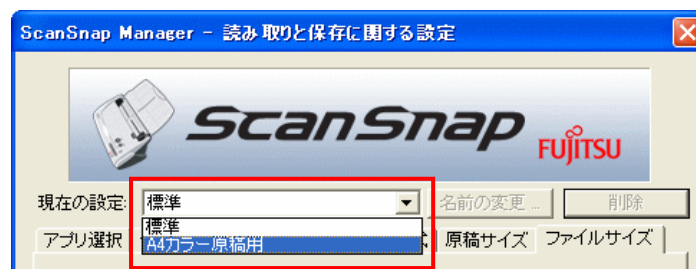 ScanSnap Manager - 読み取りと保存に関する設定
ScanSnap
FUJITSU
現在の設定: 標準 名前の変更... 削除
標準
A4カラー原稿用
アプリ選択 原稿サイズ ファイルサイズ